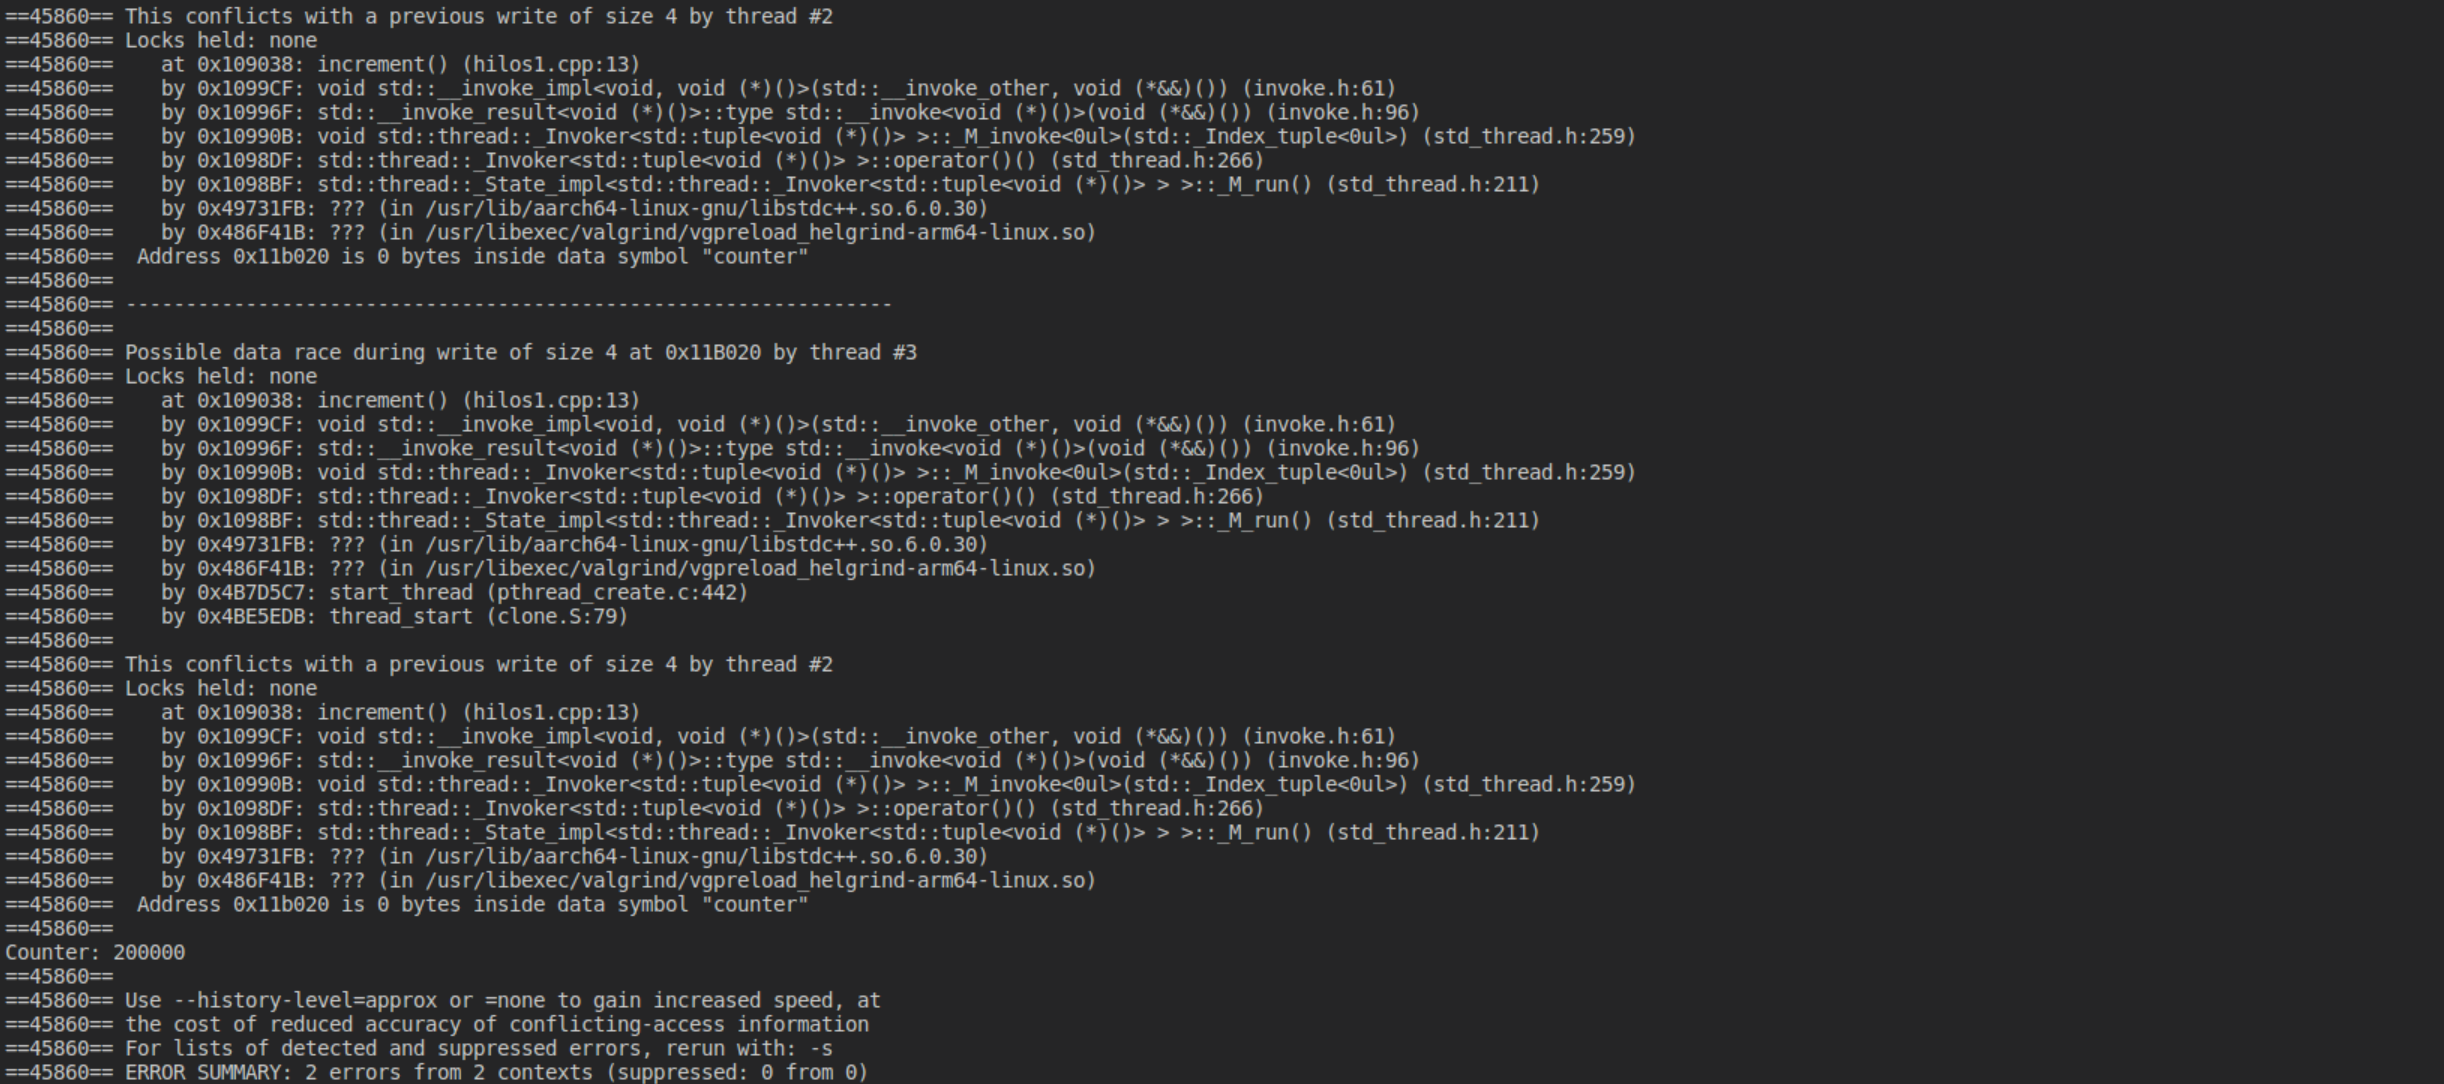 ==45860== This conflicts with a previous write of size 4 by thread #2
==45860== Locks held: none
==45860==    at 0x109038: increment() (hilos1.cpp:13)
==45860==    by 0x1099CF: void std::__invoke_impl<void, void (*)()>(std::__invoke_other, void (*&&)()) (invoke.h:61)
==45860==    by 0x10996F: std::__invoke_result<void (*)()>::type std::__invoke<void (*)()>(void (*&&)()) (invoke.h:96)
==45860==    by 0x10990B: void std::thread::_Invoker<std::tuple<void (*)()> >::_M_invoke<0ul>(std::_Index_tuple<0ul>) (std_thread.h:259)
==45860==    by 0x1098DF: std::thread::_Invoker<std::tuple<void (*)()> >::operator()() (std_thread.h:266)
==45860==    by 0x1098BF: std::thread::_State_impl<std::thread::_Invoker<std::tuple<void (*)()> > >::_M_run() (std_thread.h:211)
==45860==    by 0x49731FB: ??? (in /usr/lib/aarch64-linux-gnu/libstdc++.so.6.0.30)
==45860==    by 0x486F41B: ??? (in /usr/libexec/valgrind/vgpreload_helgrind-arm64-linux.so)
==45860==  Address 0x11b020 is 0 bytes inside data symbol "counter"
==45860==
==45860== ----------------------------------------------------------------
==45860==
==45860== Possible data race during write of size 4 at 0x11B020 by thread #3
==45860== Locks held: none
==45860==    at 0x109038: increment() (hilos1.cpp:13)
==45860==    by 0x1099CF: void std::__invoke_impl<void, void (*)()>(std::__invoke_other, void (*&&)()) (invoke.h:61)
==45860==    by 0x10996F: std::__invoke_result<void (*)()>::type std::__invoke<void (*)()>(void (*&&)()) (invoke.h:96)
==45860==    by 0x10990B: void std::thread::_Invoker<std::tuple<void (*)()> >::_M_invoke<0ul>(std::_Index_tuple<0ul>) (std_thread.h:259)
==45860==    by 0x1098DF: std::thread::_Invoker<std::tuple<void (*)()> >::operator()() (std_thread.h:266)
==45860==    by 0x1098BF: std::thread::_State_impl<std::thread::_Invoker<std::tuple<void (*)()> > >::_M_run() (std_thread.h:211)
==45860==    by 0x49731FB: ??? (in /usr/lib/aarch64-linux-gnu/libstdc++.so.6.0.30)
==45860==    by 0x486F41B: ??? (in /usr/libexec/valgrind/vgpreload_helgrind-arm64-linux.so)
==45860==    by 0x4B7D5C7: start_thread (pthread_create.c:442)
==45860==    by 0x4BE5EDB: thread_start (clone.S:79)
==45860==
==45860== This conflicts with a previous write of size 4 by thread #2
==45860== Locks held: none
==45860==    at 0x109038: increment() (hilos1.cpp:13)
==45860==    by 0x1099CF: void std::__invoke_impl<void, void (*)()>(std::__invoke_other, void (*&&)()) (invoke.h:61)
==45860==    by 0x10996F: std::__invoke_result<void (*)()>::type std::__invoke<void (*)()>(void (*&&)()) (invoke.h:96)
==45860==    by 0x10990B: void std::thread::_Invoker<std::tuple<void (*)()> >::_M_invoke<0ul>(std::_Index_tuple<0ul>) (std_thread.h:259)
==45860==    by 0x1098DF: std::thread::_Invoker<std::tuple<void (*)()> >::operator()() (std_thread.h:266)
==45860==    by 0x1098BF: std::thread::_State_impl<std::thread::_Invoker<std::tuple<void (*)()> > >::_M_run() (std_thread.h:211)
==45860==    by 0x49731FB: ??? (in /usr/lib/aarch64-linux-gnu/libstdc++.so.6.0.30)
==45860==    by 0x486F41B: ??? (in /usr/libexec/valgrind/vgpreload_helgrind-arm64-linux.so)
==45860==  Address 0x11b020 is 0 bytes inside data symbol "counter"
==45860==
Counter: 200000
==45860==
==45860== Use --history-level=approx or =none to gain increased speed, at
==45860== the cost of reduced accuracy of conflicting-access information
==45860== For lists of detected and suppressed errors, rerun with: -s
==45860== ERROR SUMMARY: 2 errors from 2 contexts (suppressed: 0 from 0)